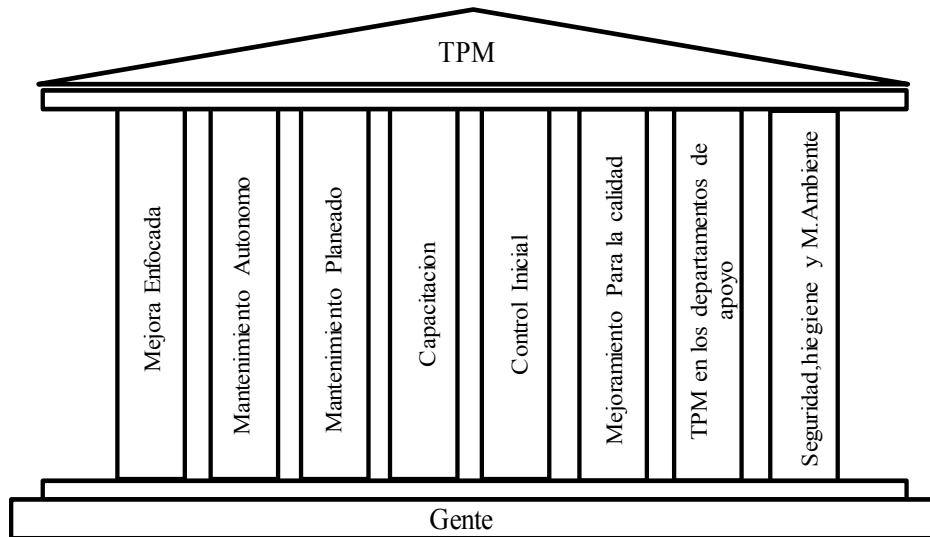 TPM
Mejora Enfocada
Mantenimiento Autonomo
Mantenimiento Planeado
Capacitacion
Control Inicial
Mejoramiento Para la calidad
TPM en los departamentos de
apoyo
Seguridad,hiegiene y M.Ambiente
Gente